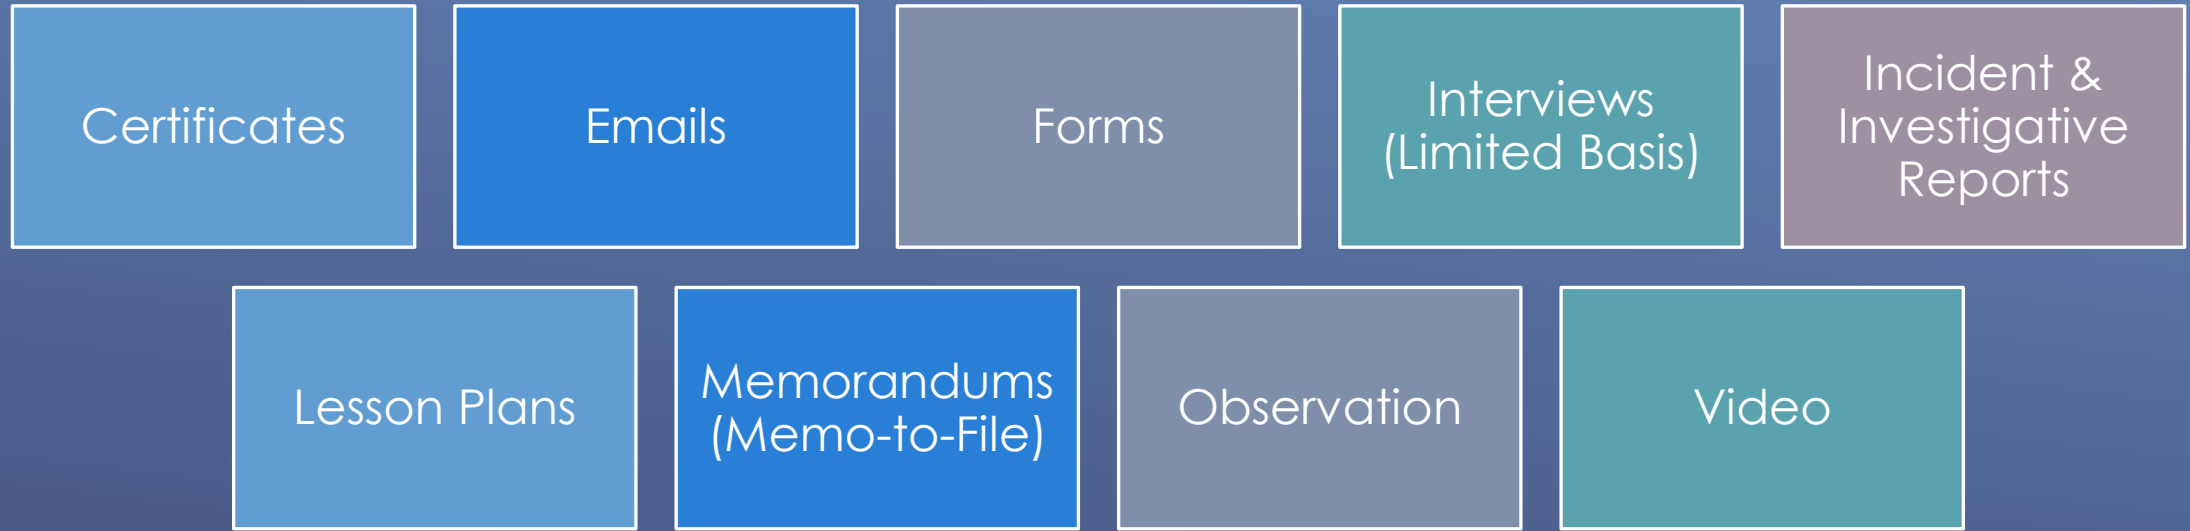 Certificates
Emails
Forms
Interviews
(Limited Basis)
Incident &
Investigative
Reports
Lesson Plans
Memorandums
(Memo-to-File)
Observation
Video